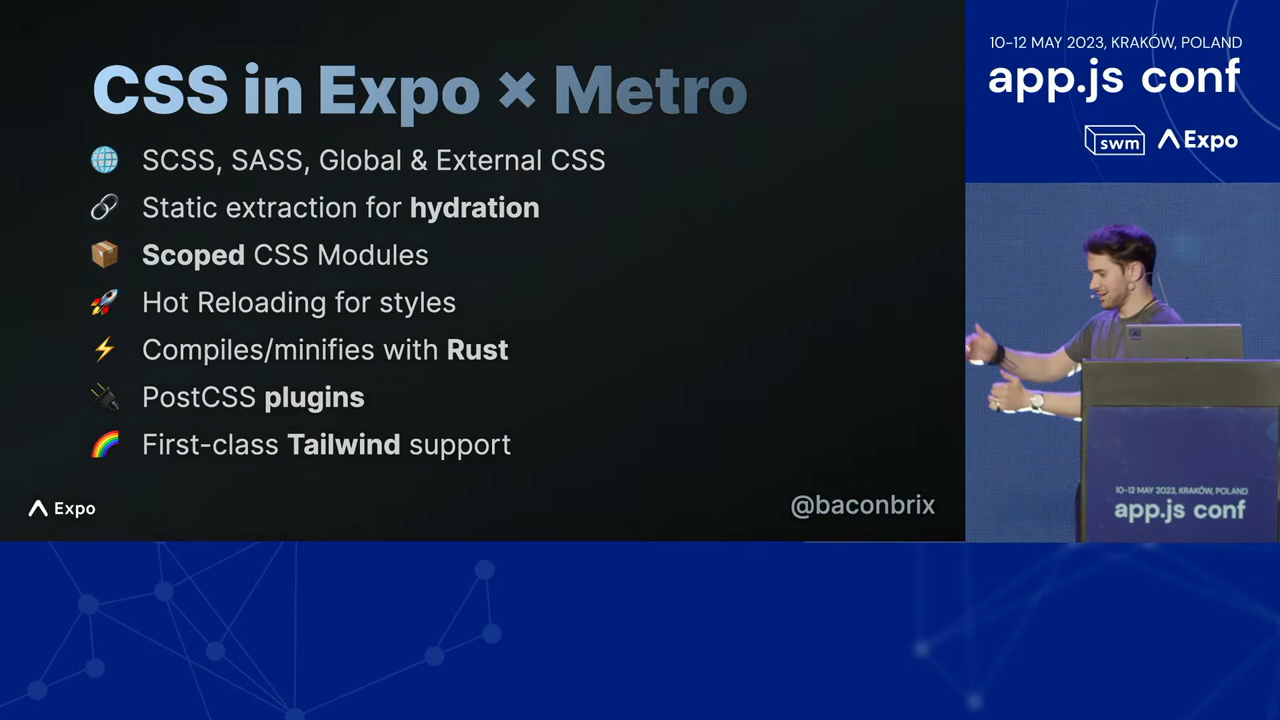 CSS in Expo × Metro
SCSS, SASS, Global & External CSS
Static extraction for hydration
Scoped CSS Modules
Hot Reloading for styles
Compiles/minifies with Rust
PostCSS plugins
First-class Tailwind support
Expo
@baconbrix
10-12 MAY 2023, KRAKÓW, POLAND
app.js conf
swm
Expo
10-12 MAY 2023, KRAKÓW, POLAND
app.js conf